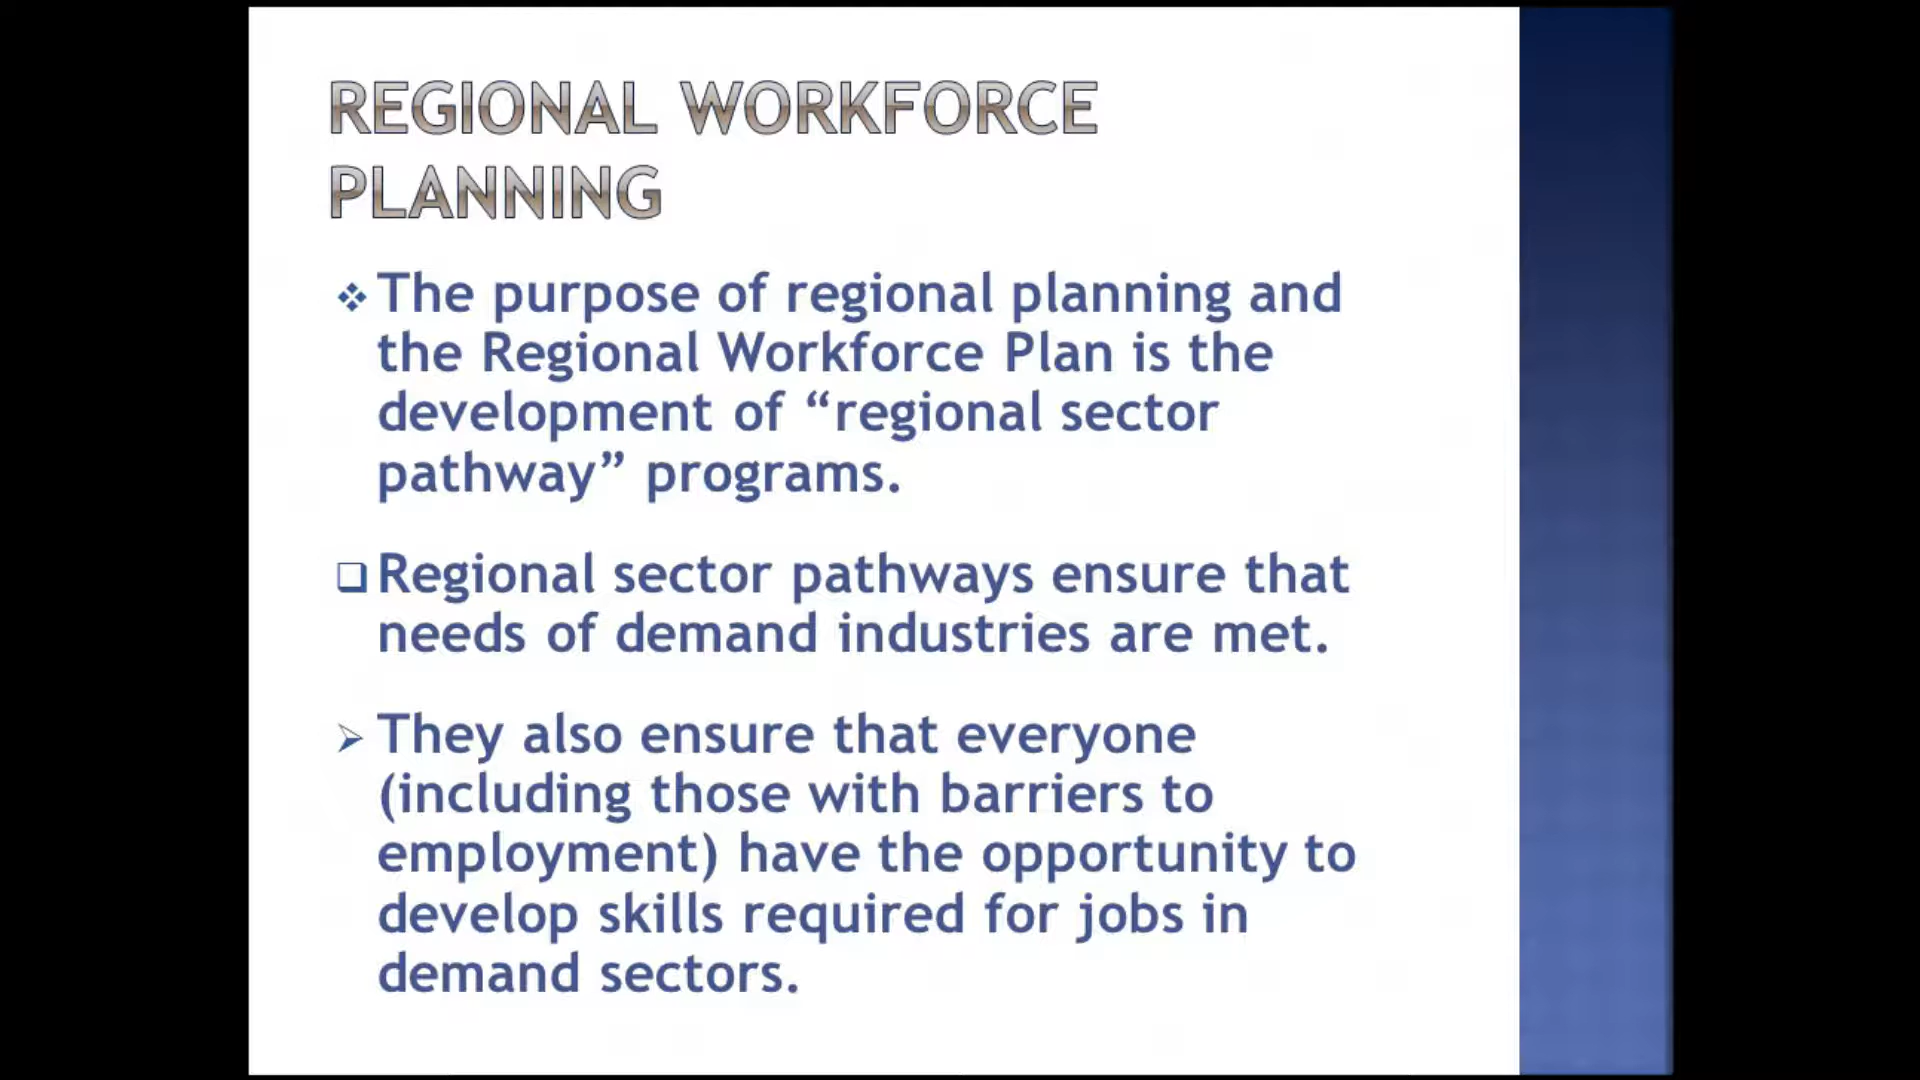 REGIONAL WORKFORCE
PLANNING
❖ The purpose of regional planning and
the Regional Workforce Plan is the
development of “regional sector
pathway” programs.
❑ Regional sector pathways ensure that
needs of demand industries are met.
➢ They also ensure that everyone
(including those with barriers to
employment) have the opportunity to
develop skills required for jobs in
demand sectors.